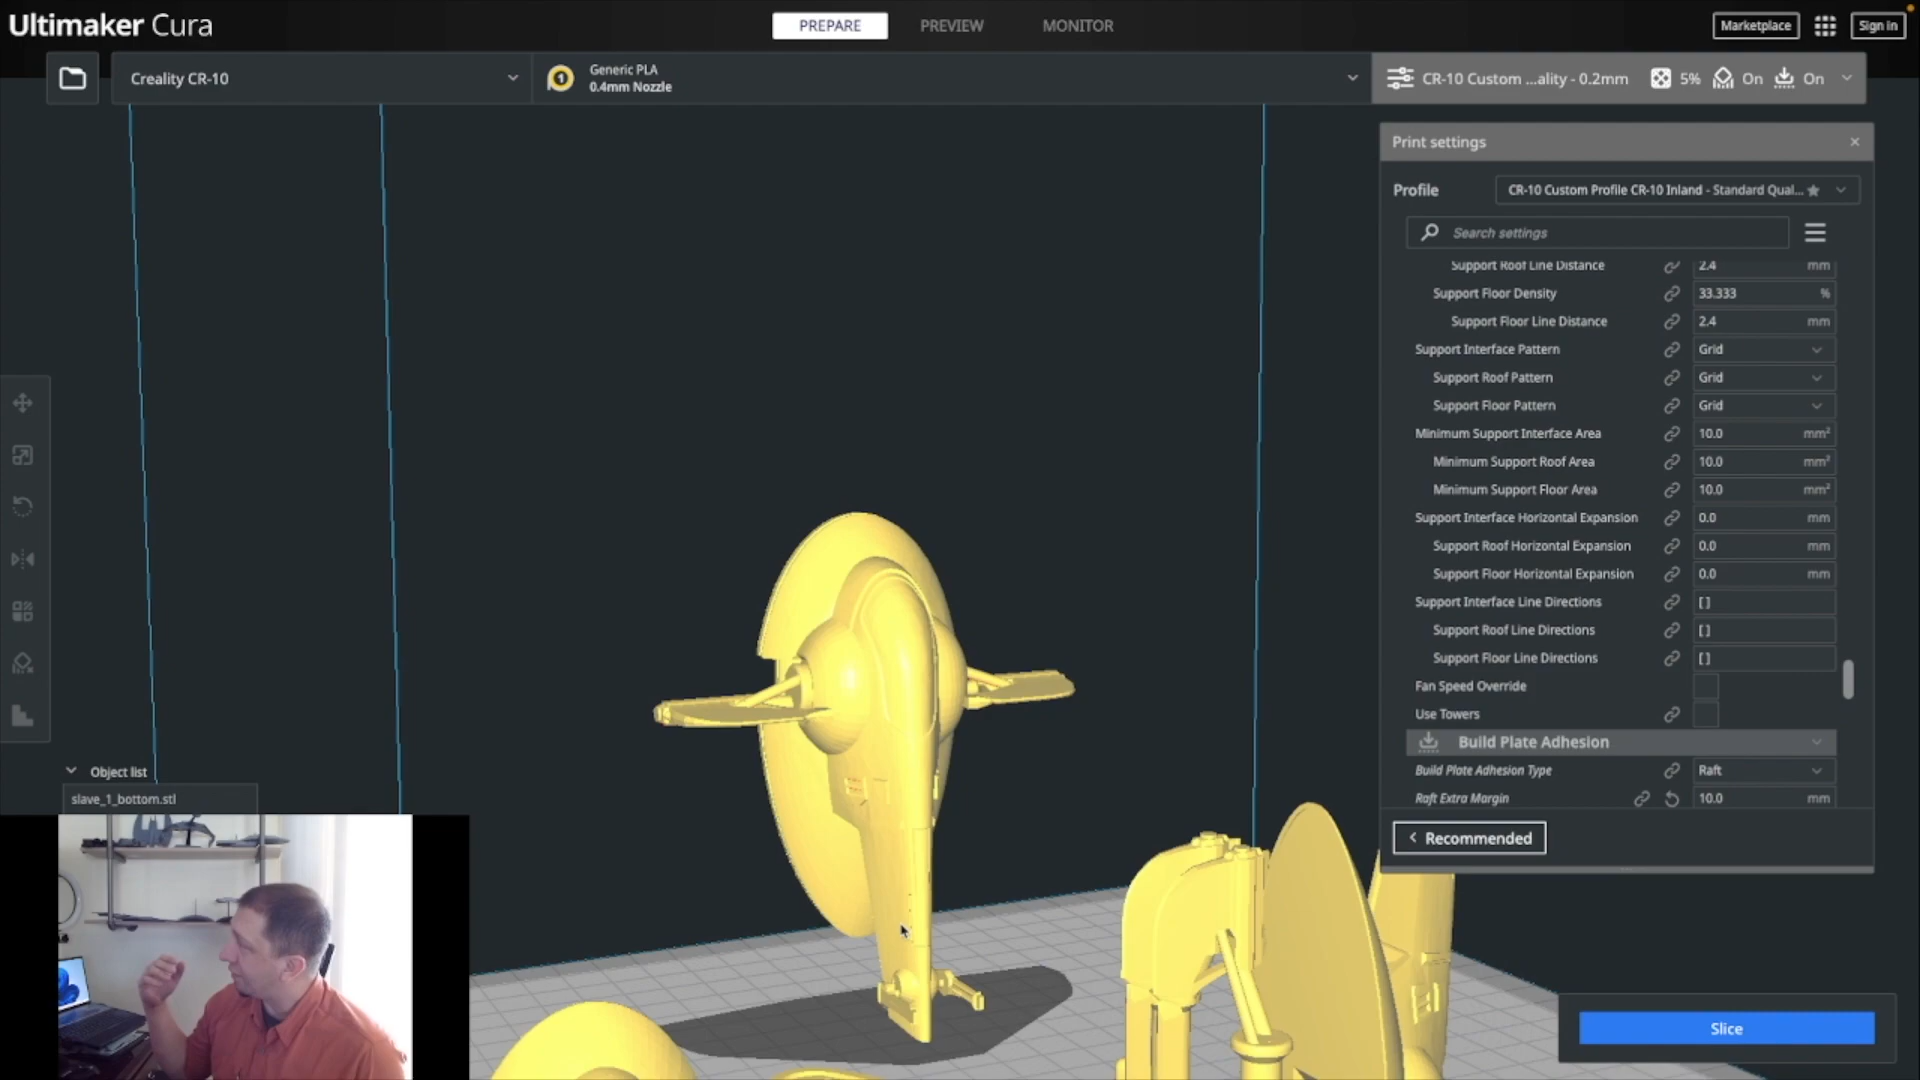 Ultimaker Cura
PREPARE
PREVIEW
MONITOR
Marketplace
Sign in
Creality CR-10
1
Generic PLA
0.4mm Nozzle
CR-10 Custom ...ality - 0.2mm
5%
On
On
Print settings
Profile
CR-10 Custom Profile CR-10 Inland - Standard Qual...
Search settings
Support Roof Line Distance 2.4 mm
Support Floor Density 33.333 %
Support Floor Line Distance 2.4 mm
Support Interface Pattern Grid
Support Roof Pattern Grid
Support Floor Pattern Grid
Minimum Support Interface Area 10.0 mm²
Minimum Support Roof Area 10.0 mm²
Minimum Support Floor Area 10.0 mm²
Support Interface Horizontal Expansion 0.0 mm
Support Roof Horizontal Expansion 0.0 mm
Support Floor Horizontal Expansion 0.0 mm
Support Interface Line Directions []
Support Roof Line Directions []
Support Floor Line Directions []
Fan Speed Override
Use Towers
Build Plate Adhesion
Build Plate Adhesion Type Raft
Raft Extra Margin 10.0 mm
Recommended
Object list
slave_1_bottom.stl
Slice